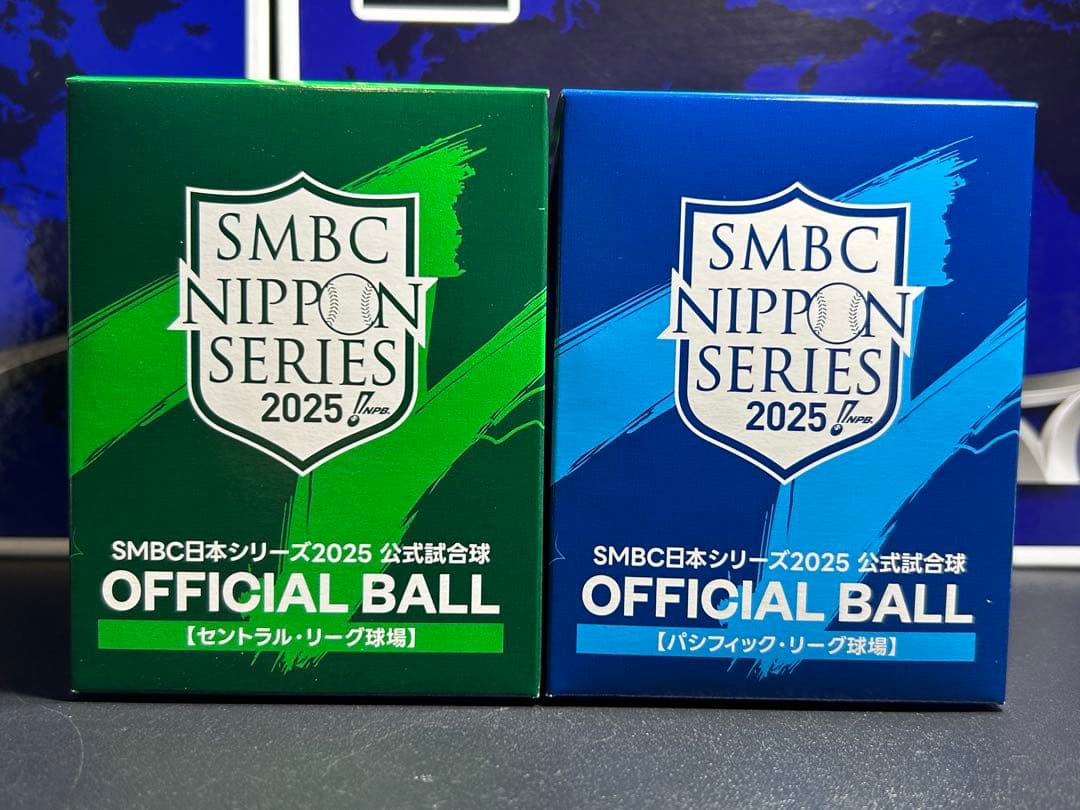 SMBC
NIPPON
SERIES
2025 NPB.
SMBC日本シリーズ2025 公式試合球
OFFICIAL BALL
【セントラル・リーグ球場】
SMBC
NIPPON
SERIES
2025 NPB.
SMBC日本シリーズ2025 公式試合球
OFFICIAL BALL
【パシフィック・リーグ球場】